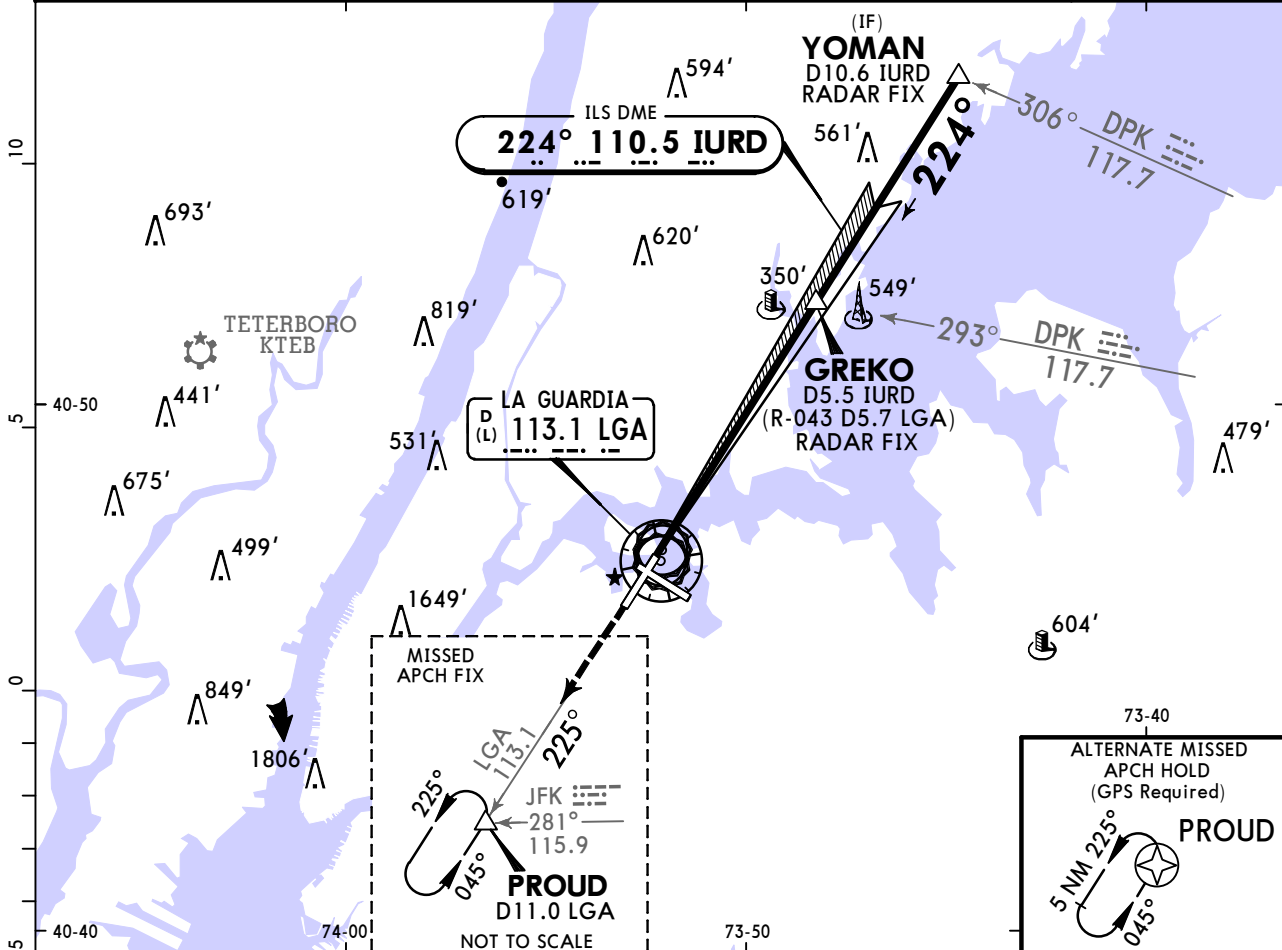 (IF)
YOMAN
D10.6 IURD
RADAR FIX
594'
ILS DME
224° 110.5 IURD
561'
224°
306°
DPK
117.7
10
619'
693'
620'
350'
549'
819'
TETERBORO
KTEB
293°
DPK
117.7
GREKO
D5.5 IURD
(R-043 D5.7 LGA)
RADAR FIX
441'
5
40-50
LA GUARDIA
D
(L)
113.1 LGA
531'
479'
675'
499'
1649'
604'
MISSED
APCH FIX
0
849'
1806'
LGA
113.1
225°
73-40
225°
JFK
281°
115.9
045°
PROUD
D11.0 LGA
NOT TO SCALE
ALTERNATE MISSED
APCH HOLD
(GPS Required)
PROUD
5 NM
225°
045°
5
40-40
74-00
73-50